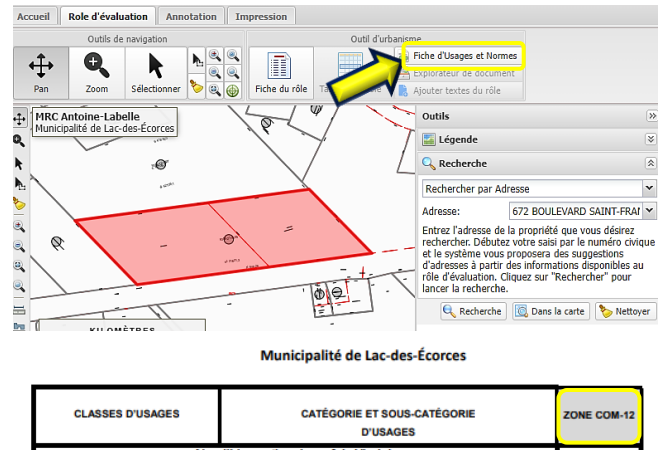 Accueil
Role d'évaluation
Annotation
Impression
Outils de navigation
Outil d'urbanisme
Pan
Zoom
Sélectionner
Fiche du rôle
Fiche d'Usages et Normes
Explorateur de document
Ajouter textes du rôle
MRC Antoine-Labelle
Municipalité de Lac-des-Écorces
Outils
Légende
Recherche
Rechercher par Adresse
Adresse:
672 BOULEVARD SAINT-FRAI
Entrez l'adresse de la propriété que vous désirez
rechercher. Débutez votre saisi par le numéro civique
et le système vous proposera des suggestions
d'adresses à partir des informations disponibles au
rôle d'évaluation. Cliquez sur "Rechercher" pour
lancer la recherche.
Recherche
Dans la carte
Nettoyer
KILOMÈTRES
Municipalité de Lac-des-Écorces
CLASSES D'USAGES
CATÉGORIE ET SOUS-CATÉGORIE
D'USAGES
ZONE COM-12